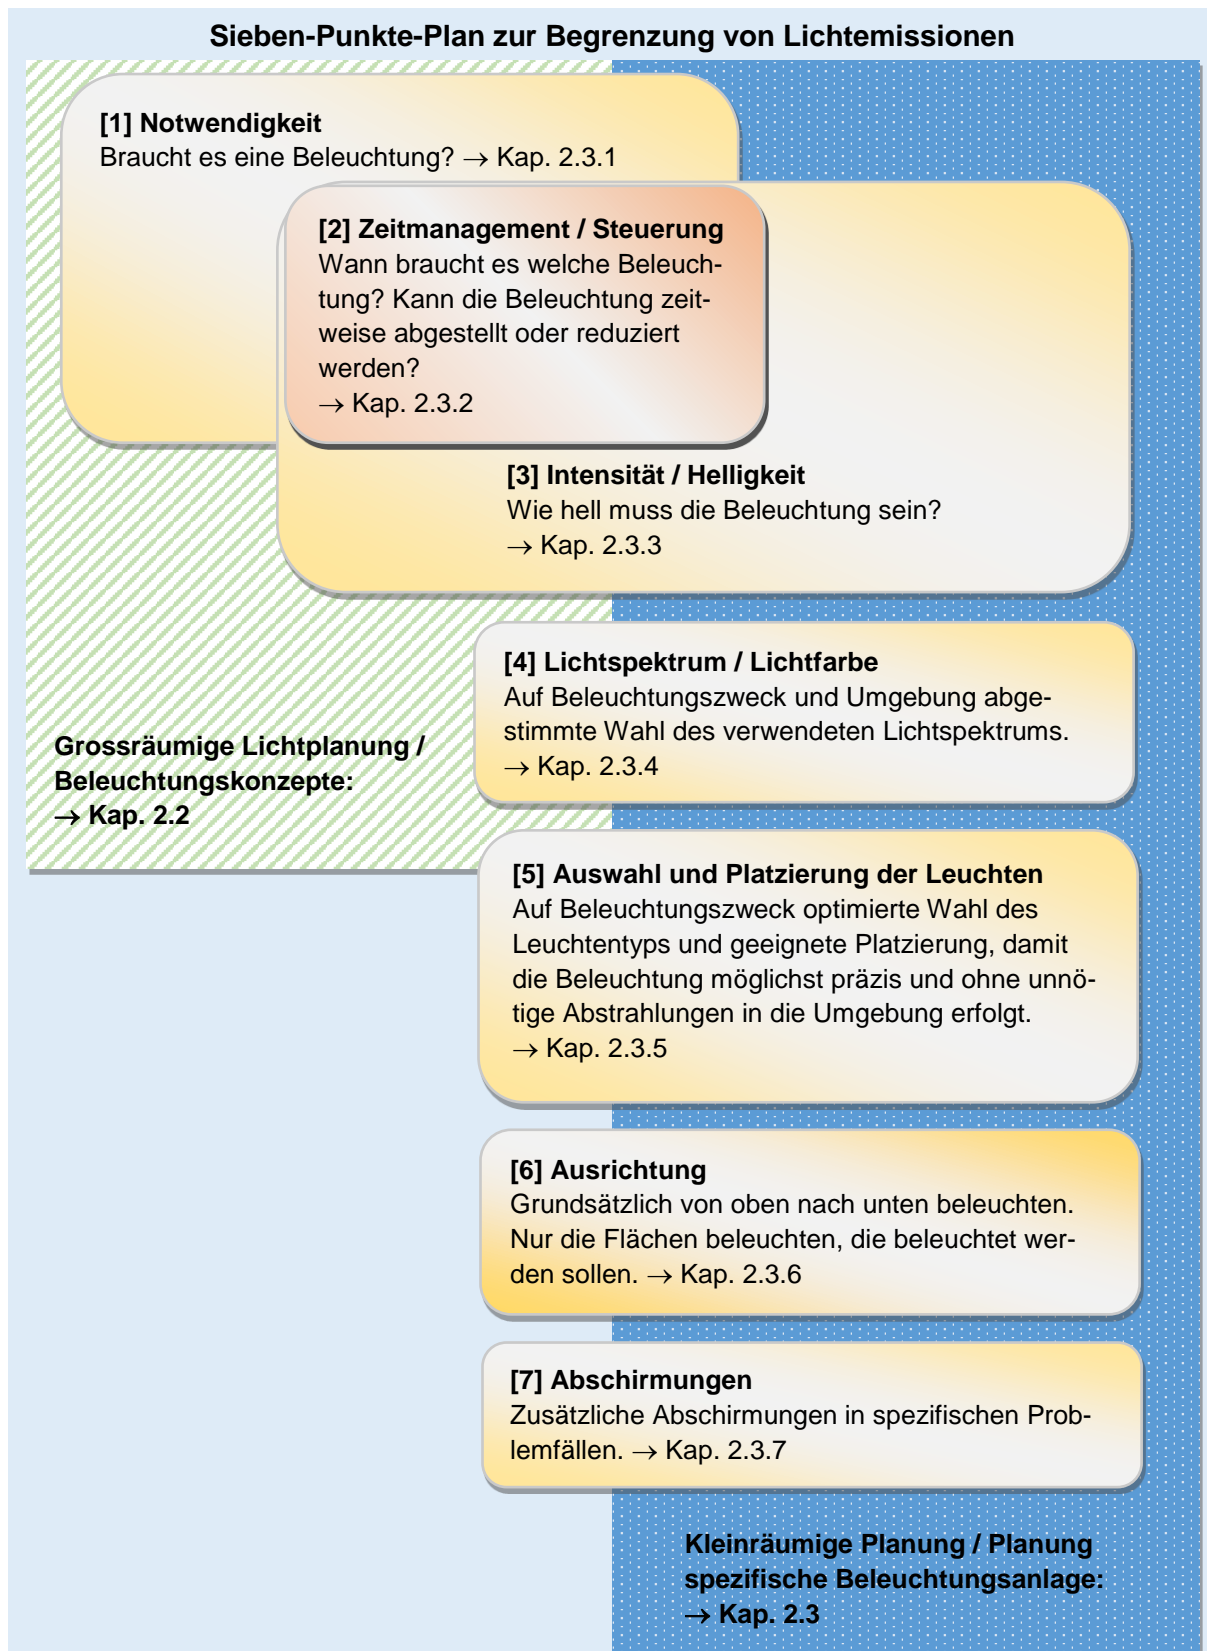 Sieben-Punkte-Plan zur Begrenzung von Lichtemissionen
[1] Notwendigkeit
Braucht es eine Beleuchtung? → Kap. 2.3.1
[2] Zeitmanagement / Steuerung
Wann braucht es welche Beleuch-
tung? Kann die Beleuchtung zeit-
weise abgestellt oder reduziert
werden?
→ Kap. 2.3.2
[3] Intensität / Helligkeit
Wie hell muss die Beleuchtung sein?
→ Kap. 2.3.3
[4] Lichtspektrum / Lichtfarbe
Auf Beleuchtungszweck und Umgebung abge-
stimmte Wahl des verwendeten Lichtspektrums.
→ Kap. 2.3.4
Grossräumige Lichtplanung /
Beleuchtungskonzepte:
→ Kap. 2.2
[5] Auswahl und Platzierung der Leuchten
Auf Beleuchtungszweck optimierte Wahl des
Leuchtentyps und geeignete Platzierung, damit
die Beleuchtung möglichst präzis und ohne unnö-
tige Abstrahlungen in die Umgebung erfolgt.
→ Kap. 2.3.5
[6] Ausrichtung
Grundsätzlich von oben nach unten beleuchten.
Nur die Flächen beleuchten, die beleuchtet wer-
den sollen. → Kap. 2.3.6
[7] Abschirmungen
Zusätzliche Abschirmungen in spezifischen Prob-
lemfällen. → Kap. 2.3.7
Kleinräumige Planung / Planung
spezifische Beleuchtungsanlage:
→ Kap. 2.3